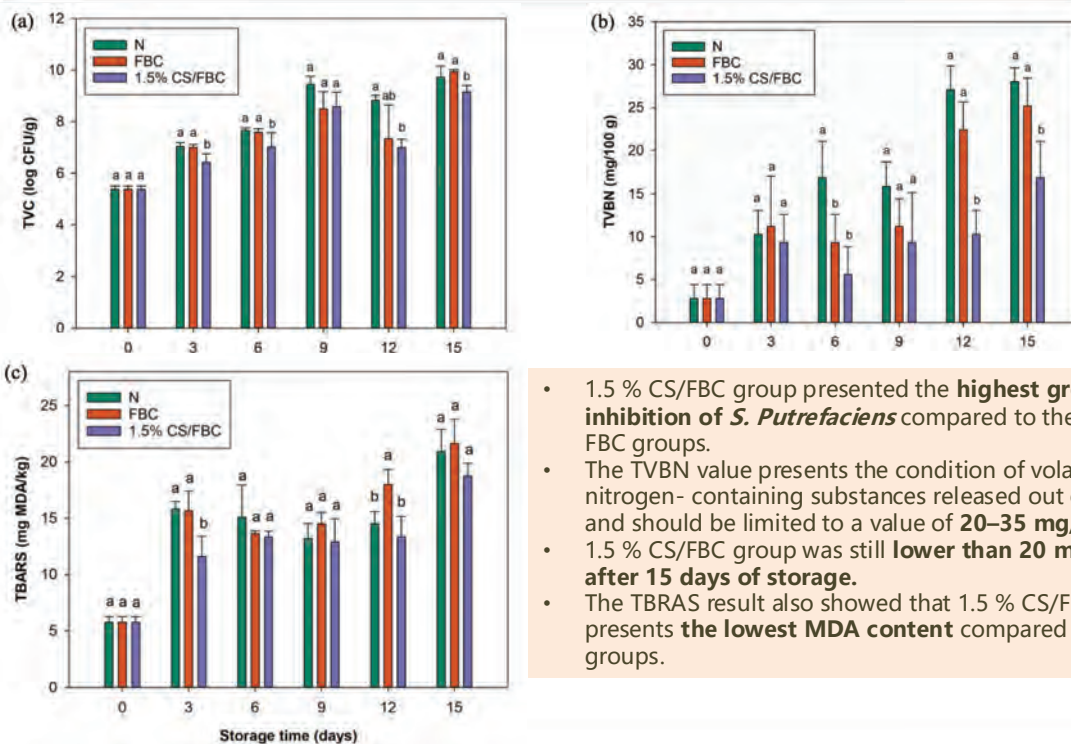 (a)
12
10
8
6
4
2
0
TVC (log CFU/g)
N
FBC
1.5% CS/FBC
a a a
a a b
a a b
a a a
a ab b
a a b
0 3 6 9 12 15
(b)
35
30
25
20
15
10
5
0
TVBN (mg/100 g)
N
FBC
1.5% CS/FBC
a a a
a a a
a b b
a a a
a a b
a a b
0 3 6 9 12 15
(c)
25
20
15
10
5
0
TBARS (mg MDA/kg)
N
FBC
1.5% CS/FBC
a a a
a a b
a a a
a a a
b a b
a a a
0 3 6 9 12 15
Storage time (days)
• 1.5 % CS/FBC group presented the highest
inhibition of S. Putrefaciens compared to the
FBC groups.
• The TVBN value presents the condition of
nitrogen- containing substances released out
and should be limited to a value of 20–35
• 1.5 % CS/FBC group was still lower than 20
after 15 days of storage.
• The TBRAS result also showed that 1.5 %
presents the lowest MDA content compared
groups.